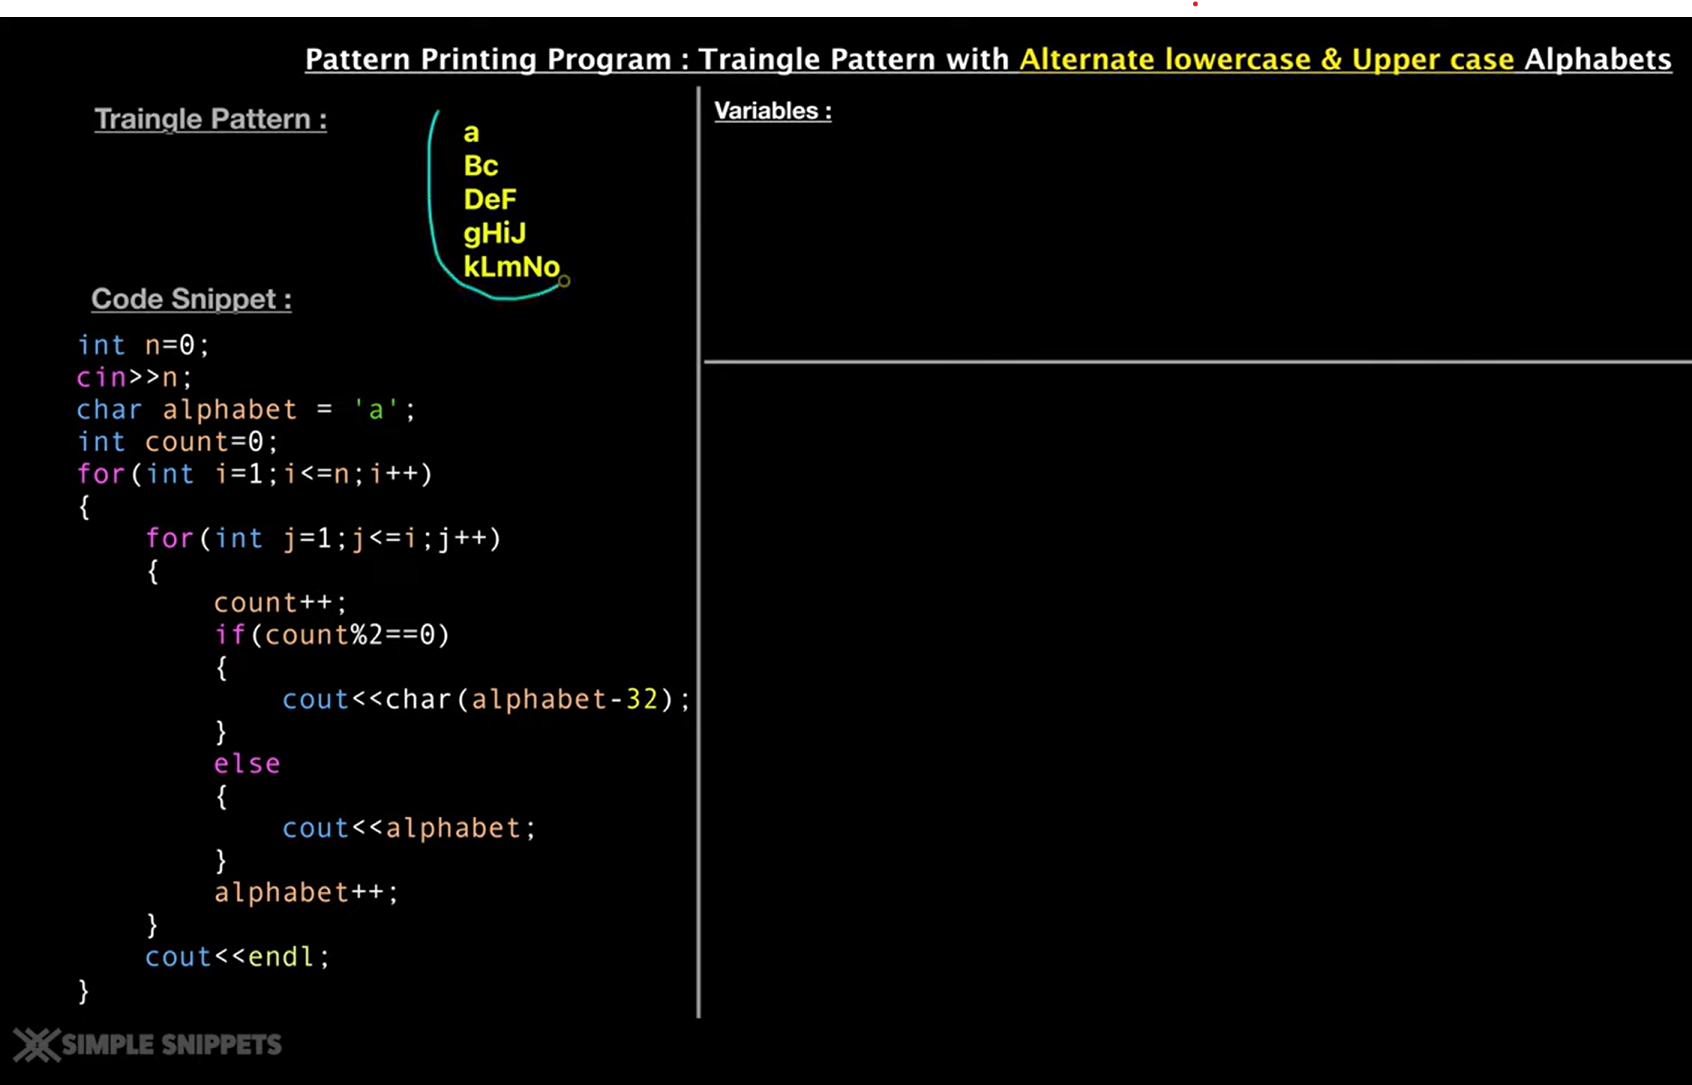 Pattern Printing Program : Traingle Pattern with Alternate lowercase & Upper case Alphabets
Traingle Pattern :
a
Bc
DeF
gHiJ
kLmNo
Variables :
Code Snippet :
int n=0;
cin>>n;
char alphabet = 'a';
int count=0;
for(int i=1;i<=n;i++)
{
for(int j=1;j<=i;j++)
{
count++;
if(count%2==0)
{
cout<<char(alphabet-32);
}
else
{
cout<<alphabet;
}
alphabet++;
}
cout<<endl;
}
SIMPLE SNIPPETS